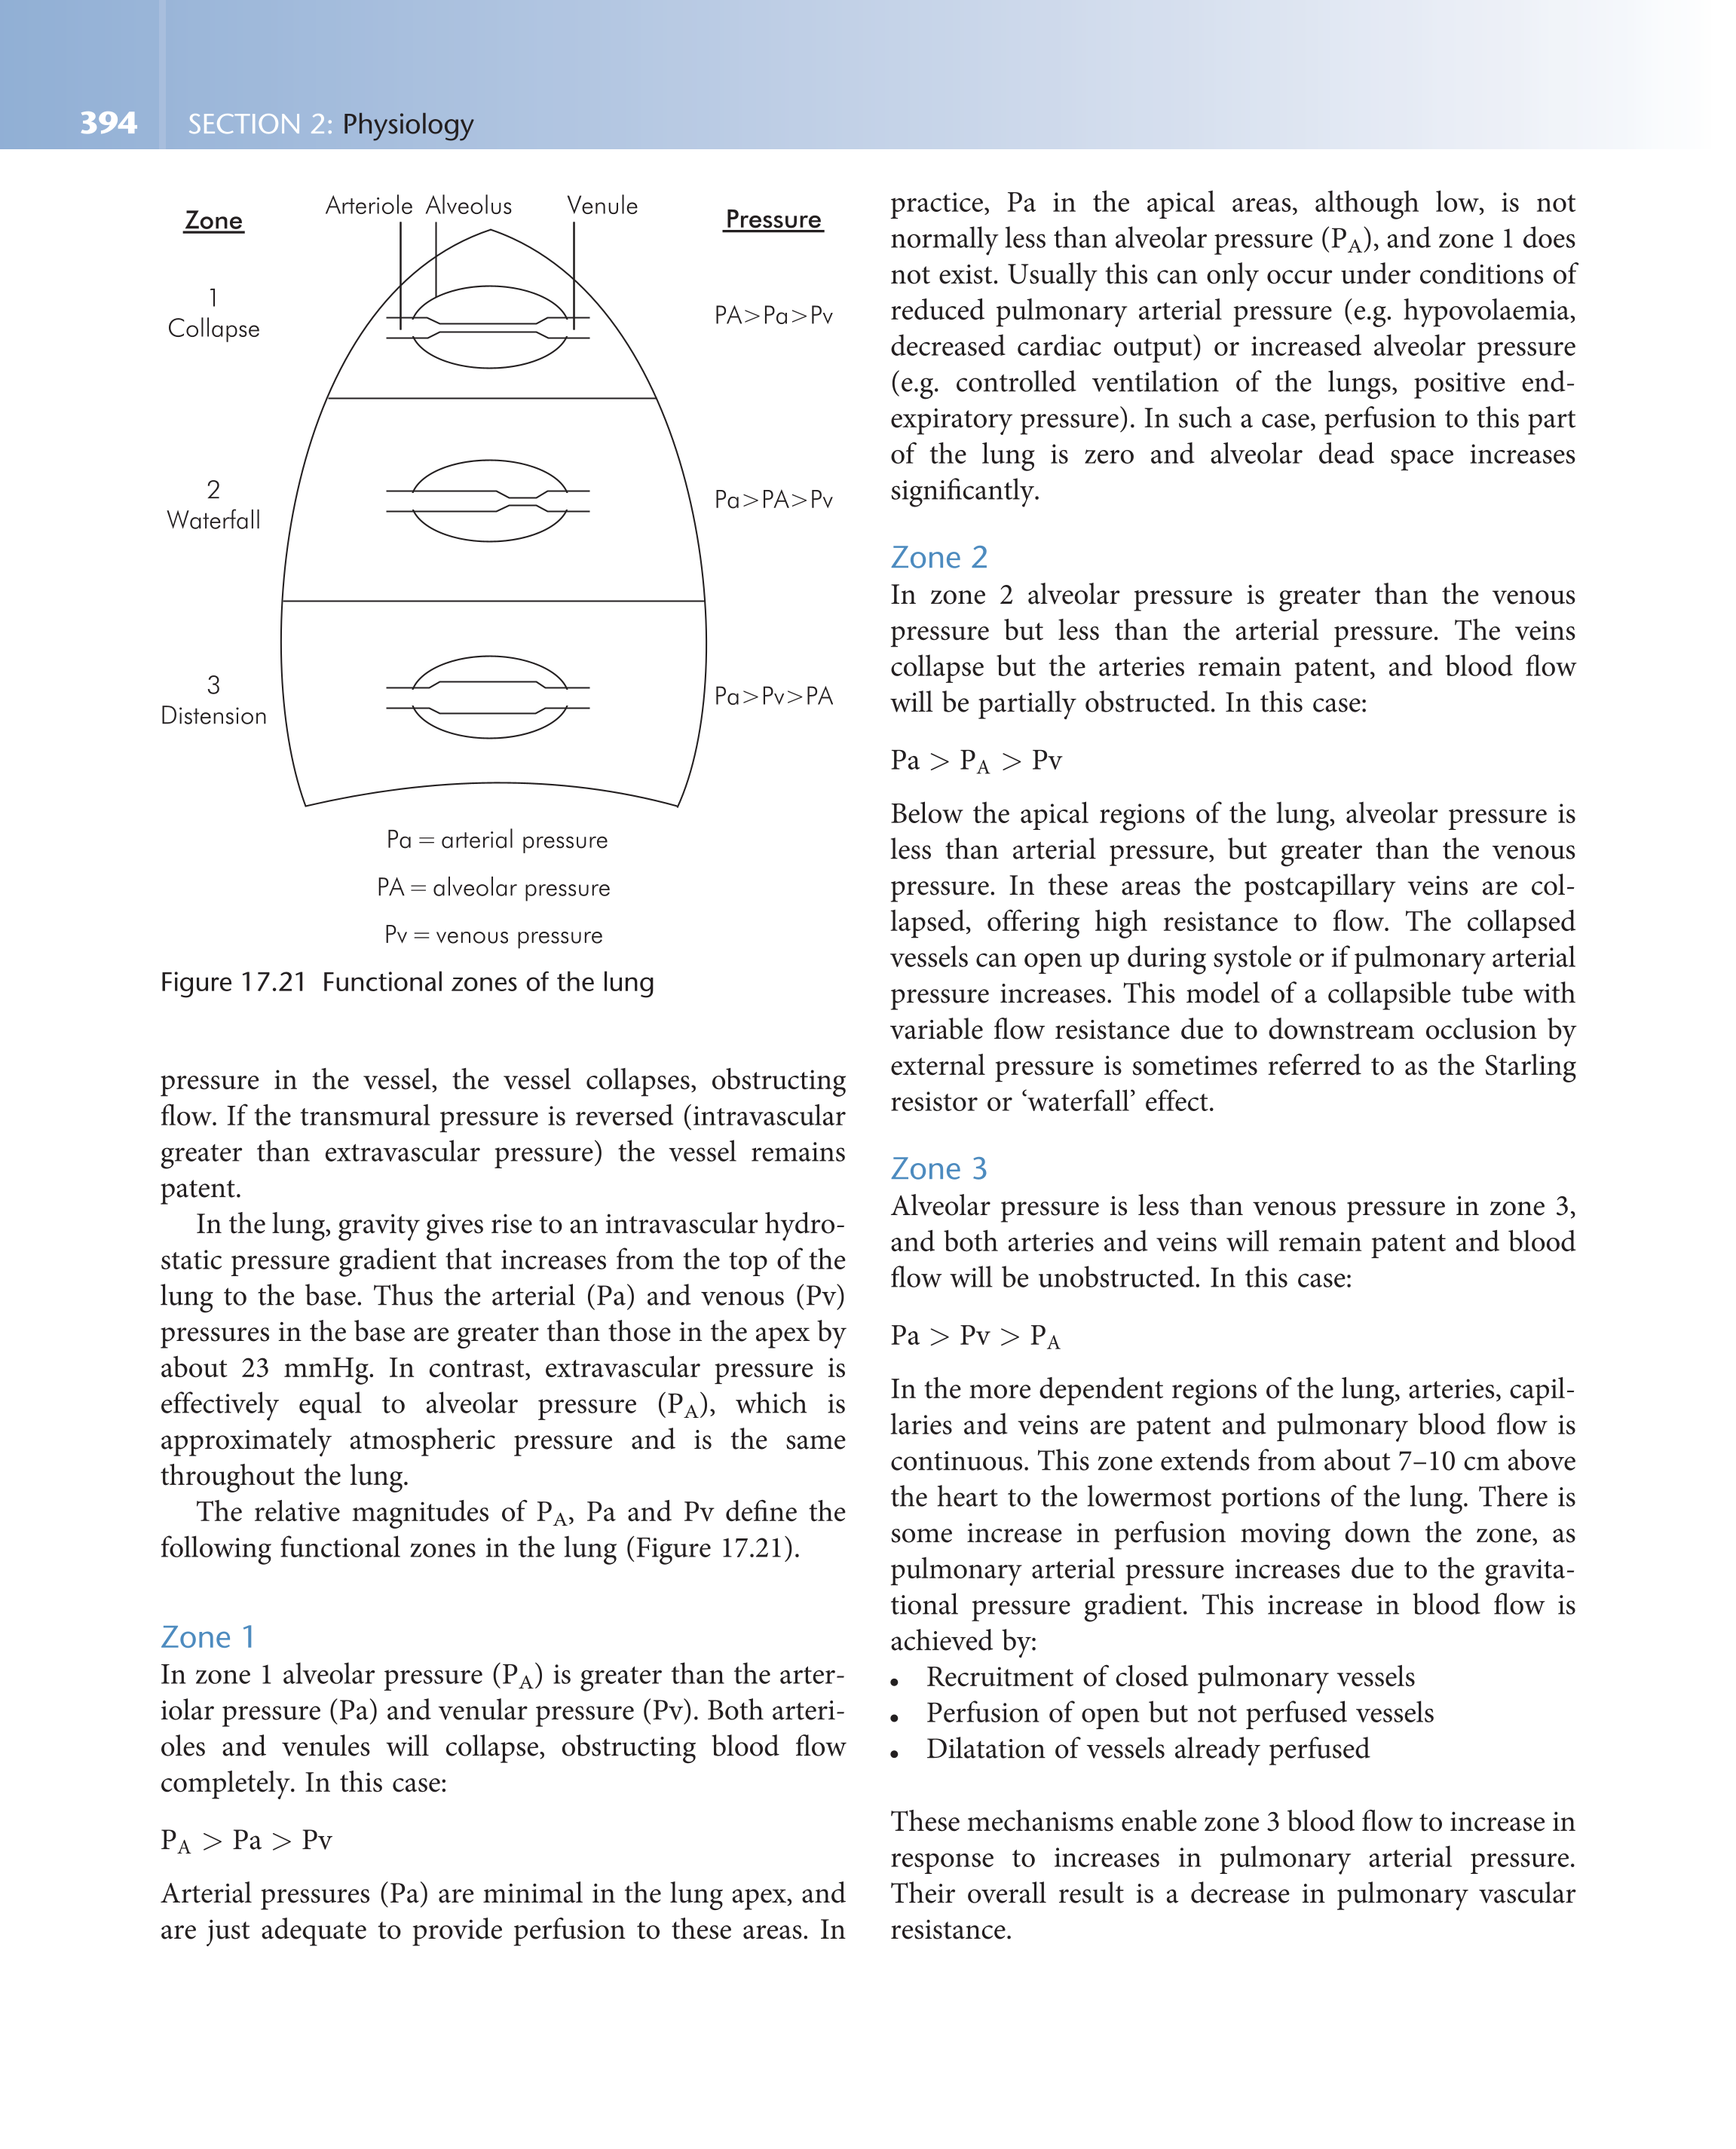 394 SECTION 2: Physiology
Zone
Arteriole Alveolus Venule
Pressure
1
Collapse
PA>Pa>Pv
2
Waterfall
Pa>PA>Pv
3
Distension
Pa>Pv>PA
Pa = arterial pressure
PA = alveolar pressure
Pv = venous pressure
Figure 17.21 Functional zones of the lung
pressure in the vessel, the vessel collapses, obstructing
flow. If the transmural pressure is reversed (intravascular
greater than extravascular pressure) the vessel remains
patent.
In the lung, gravity gives rise to an intravascular hydro-
static pressure gradient that increases from the top of the
lung to the base. Thus the arterial (Pa) and venous (Pv)
pressures in the base are greater than those in the apex by
about 23 mmHg. In contrast, extravascular pressure is
effectively equal to alveolar pressure (PA), which is
approximately atmospheric pressure and is the same
throughout the lung.
The relative magnitudes of PA, Pa and Pv define the
following functional zones in the lung (Figure 17.21).
Zone 1
In zone 1 alveolar pressure (PA) is greater than the arter-
iolar pressure (Pa) and venular pressure (Pv). Both arteri-
oles and venules will collapse, obstructing blood flow
completely. In this case:
PA > Pa > Pv
Arterial pressures (Pa) are minimal in the lung apex, and
are just adequate to provide perfusion to these areas. In
practice, Pa in the apical areas, although low, is not
normally less than alveolar pressure (PA), and zone 1 does
not exist. Usually this can only occur under conditions of
reduced pulmonary arterial pressure (e.g. hypovolaemia,
decreased cardiac output) or increased alveolar pressure
(e.g. controlled ventilation of the lungs, positive end-
expiratory pressure). In such a case, perfusion to this part
of the lung is zero and alveolar dead space increases
significantly.
Zone 2
In zone 2 alveolar pressure is greater than the venous
pressure but less than the arterial pressure. The veins
collapse but the arteries remain patent, and blood flow
will be partially obstructed. In this case:
Pa > PA > Pv
Below the apical regions of the lung, alveolar pressure is
less than arterial pressure, but greater than the venous
pressure. In these areas the postcapillary veins are col-
lapsed, offering high resistance to flow. The collapsed
vessels can open up during systole or if pulmonary arterial
pressure increases. This model of a collapsible tube with
variable flow resistance due to downstream occlusion by
external pressure is sometimes referred to as the Starling
resistor or ‘waterfall’ effect.
Zone 3
Alveolar pressure is less than venous pressure in zone 3,
and both arteries and veins will remain patent and blood
flow will be unobstructed. In this case:
Pa > Pv > PA
In the more dependent regions of the lung, arteries, capil-
laries and veins are patent and pulmonary blood flow is
continuous. This zone extends from about 7–10 cm above
the heart to the lowermost portions of the lung. There is
some increase in perfusion moving down the zone, as
pulmonary arterial pressure increases due to the gravita-
tional pressure gradient. This increase in blood flow is
achieved by:
• Recruitment of closed pulmonary vessels
• Perfusion of open but not perfused vessels
• Dilatation of vessels already perfused
These mechanisms enable zone 3 blood flow to increase in
response to increases in pulmonary arterial pressure.
Their overall result is a decrease in pulmonary vascular
resistance.